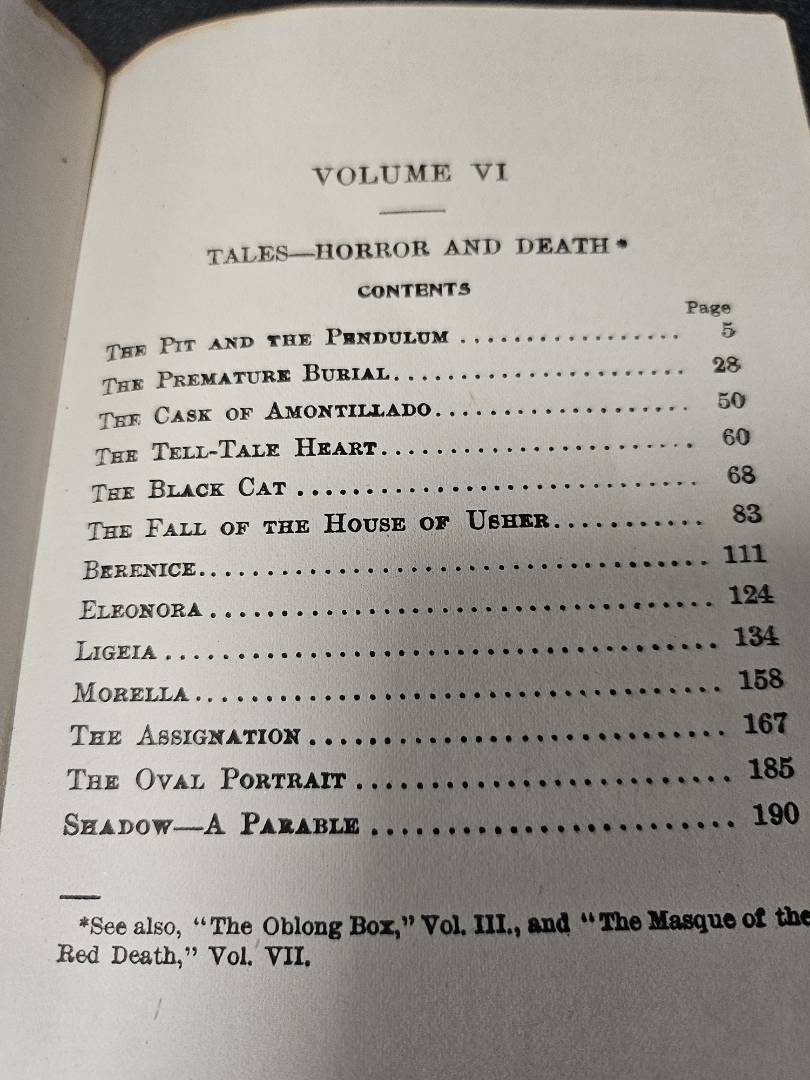 VOLUME VI
TALES—HORROR AND DEATH*
CONTENTS
Page
THE PIT AND THE PENDULUM ................. 5
THE PREMATURE BURIAL...................... 28
THE CASK OF AMONTILLADO................... 50
THE TELL-TALE HEART........................ 60
THE BLACK CAT .............................. 68
THE FALL OF THE HOUSE OF USHER........... 83
BERENICE....................................... 111
ELEONORA ...................................... 124
LIGEIA ......................................... 134
MORELLA....................................... 158
THE ASSIGNATION ............................. 167
THE OVAL PORTRAIT .......................... 185
SHADOW—A PARABLE ......................... 190
*See also, "The Oblong Box," Vol. III., and "The Masque of the
Red Death," Vol. VII.